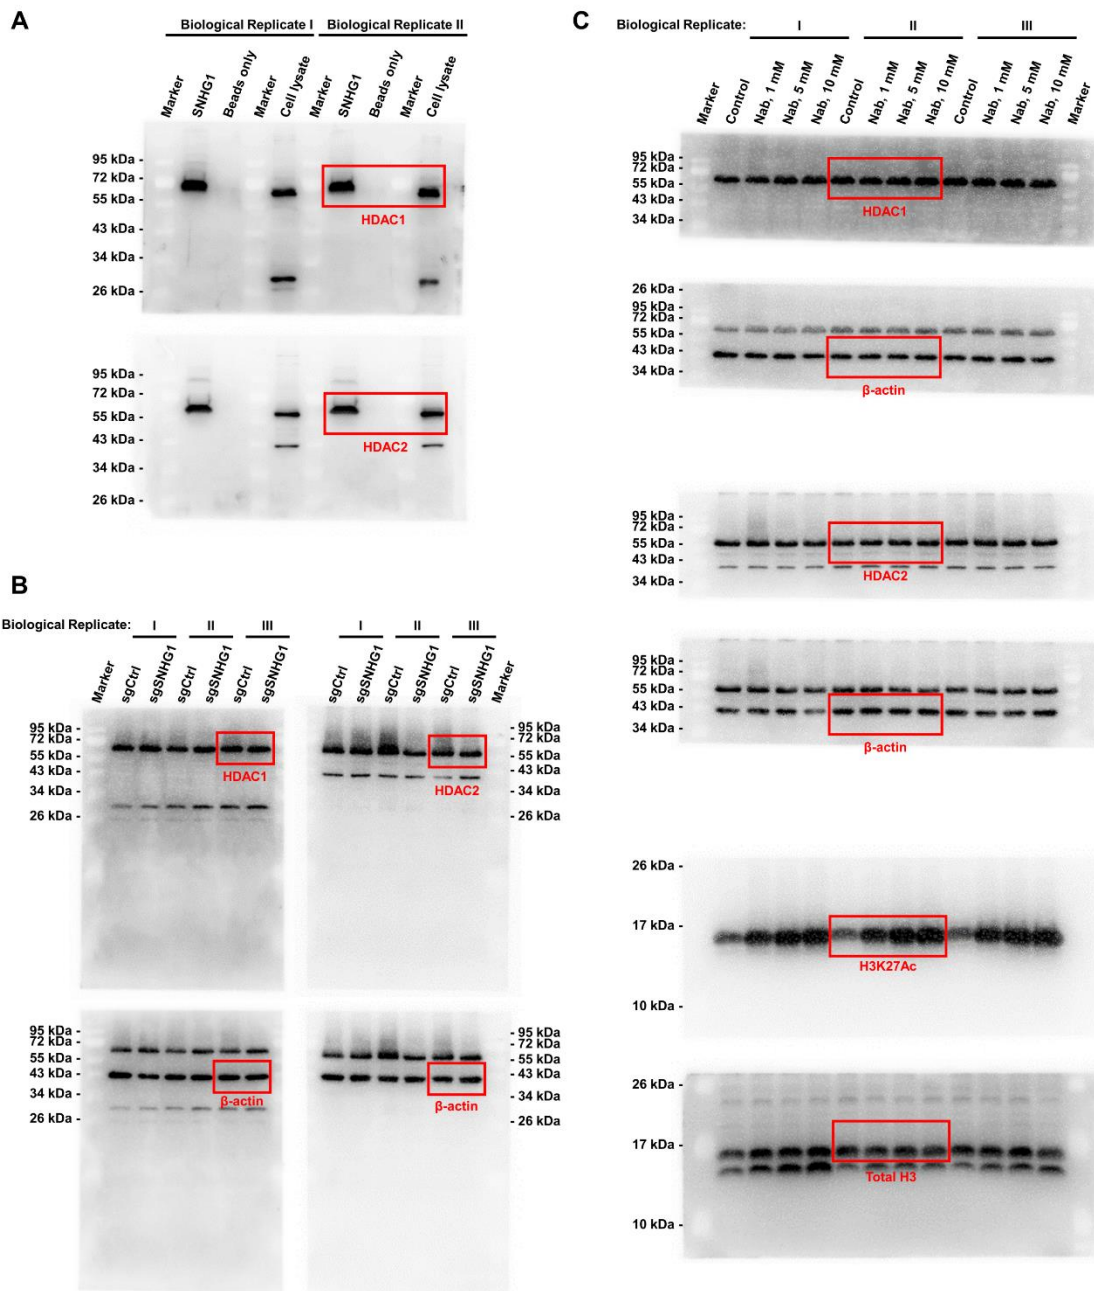 A
Biological Replicate I Biological Replicate II
Marker SNHG1 Beads only Marker Cell lysate Marker SNHG1 Beads only Marker Cell lysate
95 kDa -
72 kDa -
55 kDa -
43 kDa -
34 kDa -
26 kDa -
HDAC1
95 kDa -
72 kDa -
55 kDa -
43 kDa -
34 kDa -
26 kDa -
HDAC2
B
Biological Replicate: I II III
Marker sgCtrl sgSNHG1 sgCtrl sgSNHG1 sgCtrl sgSNHG1
95 kDa -
72 kDa -
55 kDa -
43 kDa -
34 kDa -
26 kDa -
HDAC1
I II III
sgCtrl sgSNHG1 sgCtrl sgSNHG1 sgCtrl sgSNHG1 Marker
- 95 kDa
- 72 kDa
- 55 kDa
- 43 kDa
- 34 kDa
- 26 kDa
HDAC2
95 kDa -
72 kDa -
55 kDa -
43 kDa -
34 kDa -
26 kDa -
β-actin
- 95 kDa
- 72 kDa
- 55 kDa
- 43 kDa
- 34 kDa
- 26 kDa
β-actin
C
Biological Replicate: I II III
Marker Control Nab, 1 mM Nab, 5 mM Nab, 10 mM Control Nab, 1 mM Nab, 5 mM Nab, 10 mM Control Nab, 1 mM Nab, 5 mM Nab, 10 mM Marker
95 kDa -
72 kDa -
55 kDa -
43 kDa -
34 kDa -
HDAC1
26 kDa -
95 kDa -
72 kDa -
55 kDa -
43 kDa -
34 kDa -
β-actin
95 kDa -
72 kDa -
55 kDa -
43 kDa -
34 kDa -
HDAC2
95 kDa -
72 kDa -
55 kDa -
43 kDa -
34 kDa -
β-actin
26 kDa -
17 kDa -
10 kDa -
H3K27Ac
26 kDa -
17 kDa -
10 kDa -
Total H3